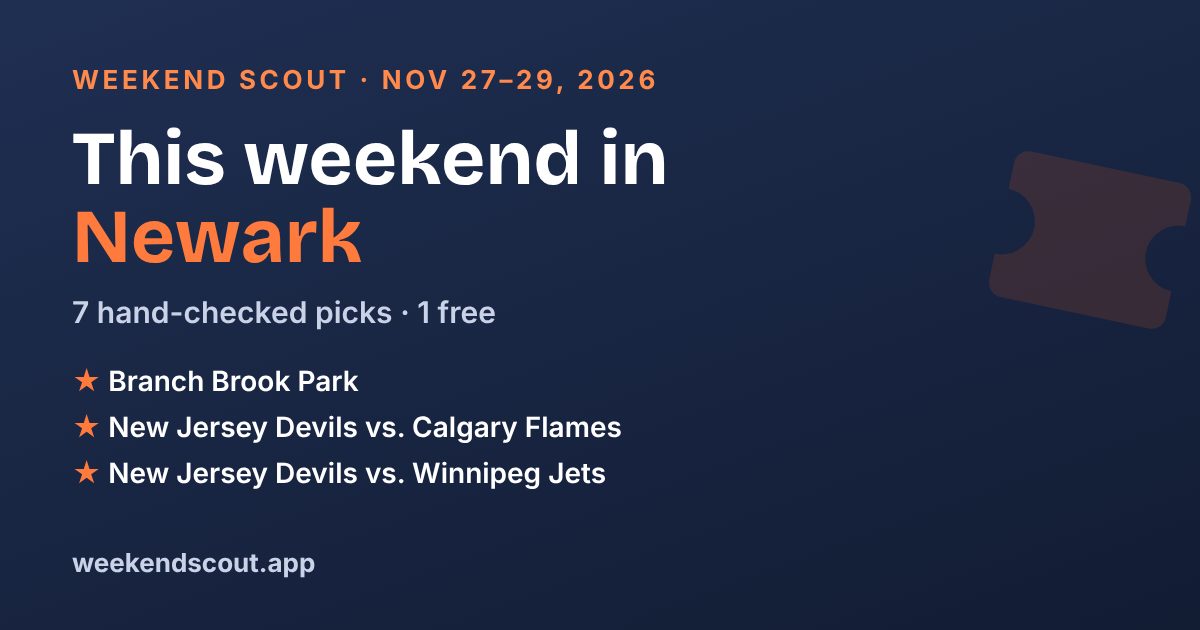 WEEKEND SCOUT · NOV 27–29, 2026
This weekend in
Newark
7 hand-checked picks · 1 free
★ Branch Brook Park
★ New Jersey Devils vs. Calgary Flames
★ New Jersey Devils vs. Winnipeg Jets
weekendscout.app